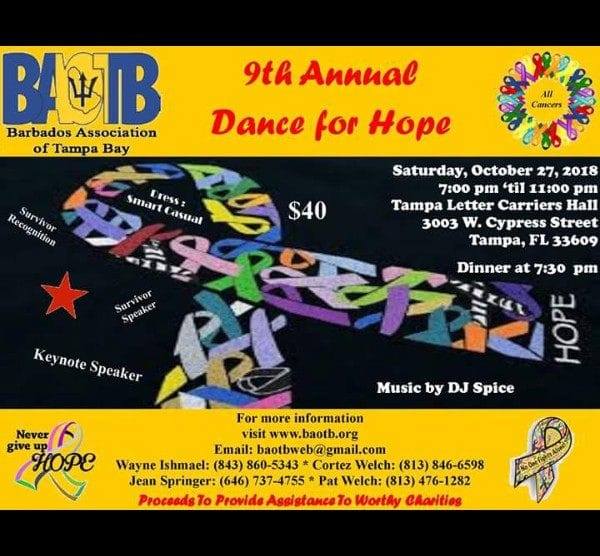 BAOTB
Barbados Association
of Tampa Bay
9th Annual
Dance for Hope
All
Cancers
Saturday, October 27, 2018
7:00 pm ‘til 11:00 pm
Tampa Letter Carriers Hall
3003 W. Cypress Street
Tampa, FL 33609
Dinner at 7:30 pm
Dress :
Smart Casual
$40
Survivor
Recognition
Survivor
Speaker
Keynote Speaker
HOPE
Music by DJ Spice
Never
give up
HOPE
For more information
visit www.baotb.org
Email: baotbweb@gmail.com
Wayne Ishmael: (843) 860-5343 * Cortez Welch: (813) 846-6598
Jean Springer: (646) 737-4755 * Pat Welch: (813) 476-1282
Proceeds To Provide Assistance To Worthy Charities
No One Fights Alone